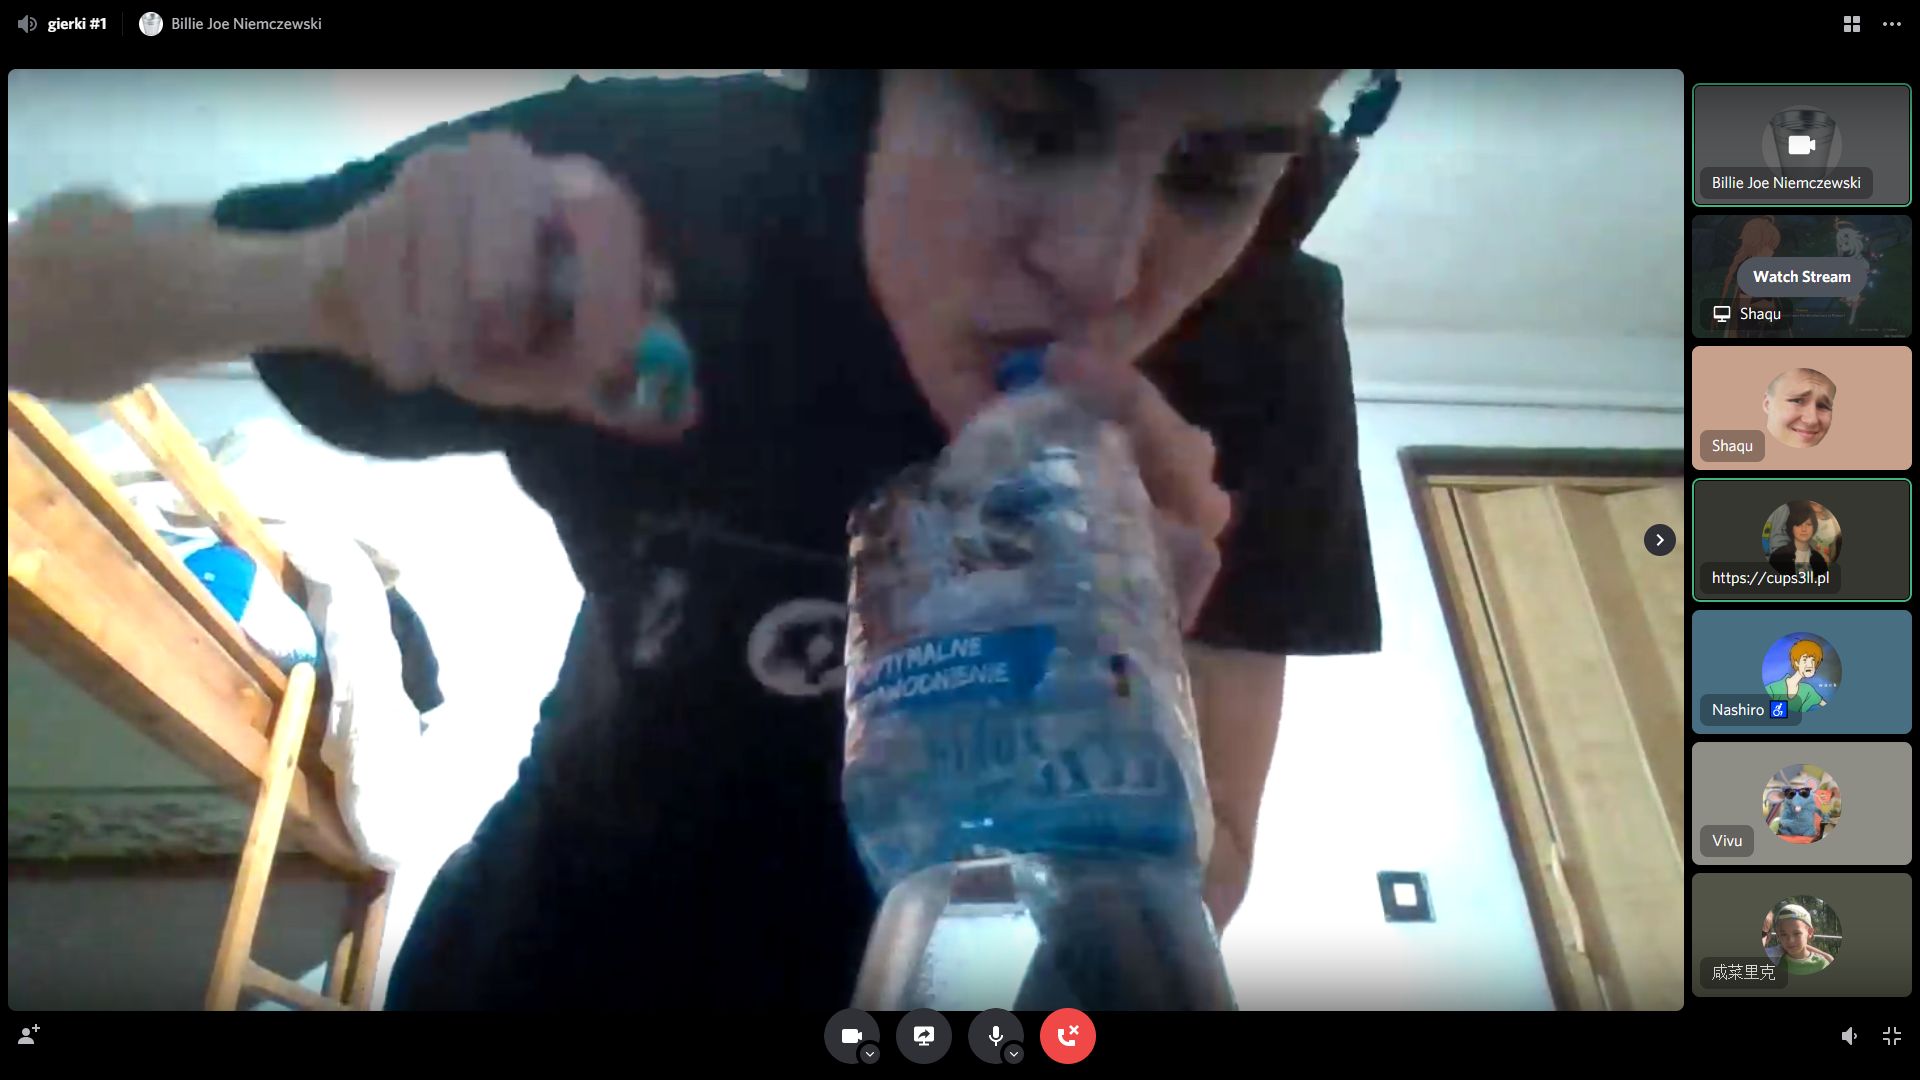 gierki #1
Billie Joe Niemczewski
Billie Joe Niemczewski
Watch Stream
Shaqu
Shaqu
https://cups3ll.pl
Nashiro
Vivu
咸菜里克